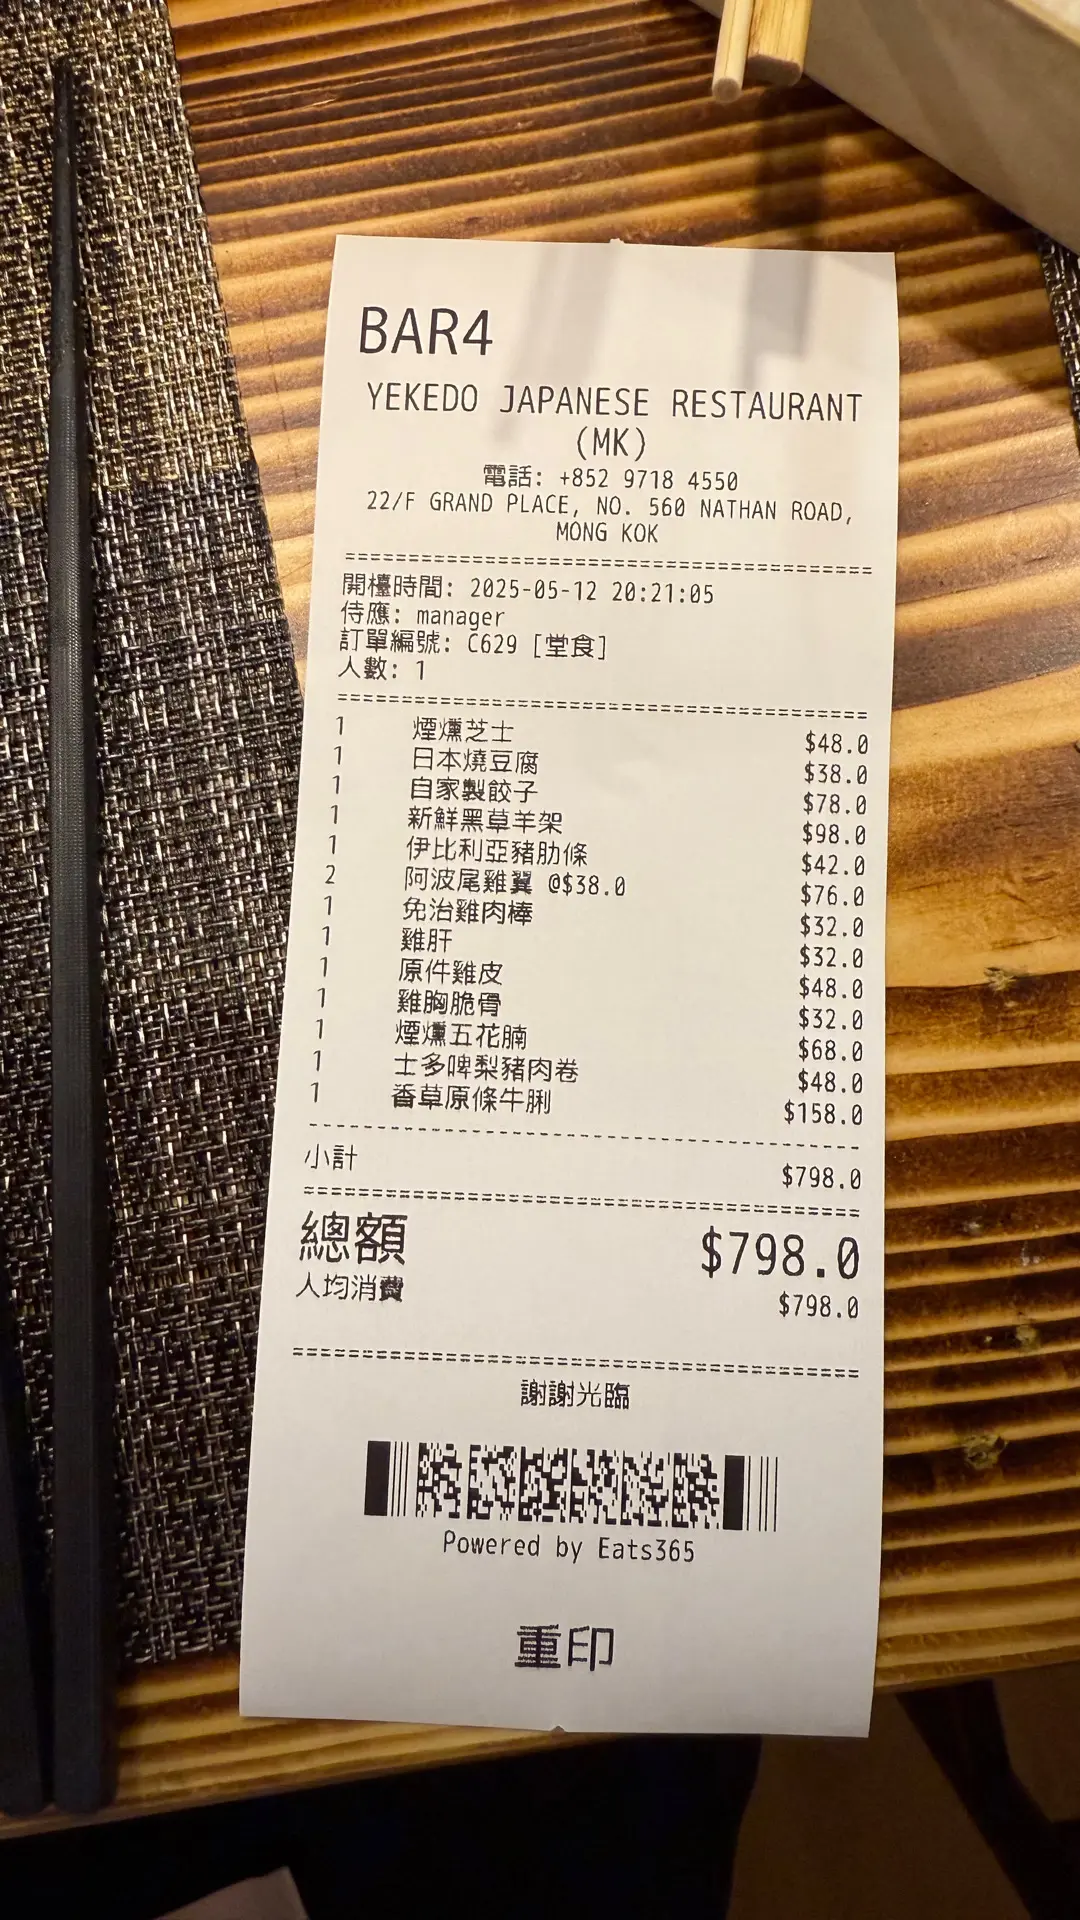 BAR4
YEKEDO JAPANESE RESTAURANT
(MK)
電話: +852 9718 4550
22/F GRAND PLACE, NO. 560 NATHAN ROAD,
MONG KOK
開檯時間: 2025-05-12 20:21:05
侍應: manager
訂單編號: C629 [堂食]
人數: 1
1 煙燻芝士 $48.0
1 日本燒豆腐 $38.0
1 自家製餃子 $78.0
1 新鮮黑草羊架 $98.0
1 伊比利亞豬肋條 $42.0
2 阿波尾雞翼 @$38.0 $76.0
1 免治雞肉棒 $32.0
1 雞肝 $32.0
1 原件雞皮 $48.0
1 雞胸脆骨 $32.0
1 煙燻五花腩 $68.0
1 士多啤梨豬肉卷 $48.0
1 香草原條牛脷 $158.0
小計 $798.0
總額 $798.0
人均消費 $798.0
謝謝光臨
Powered by Eats365
重印